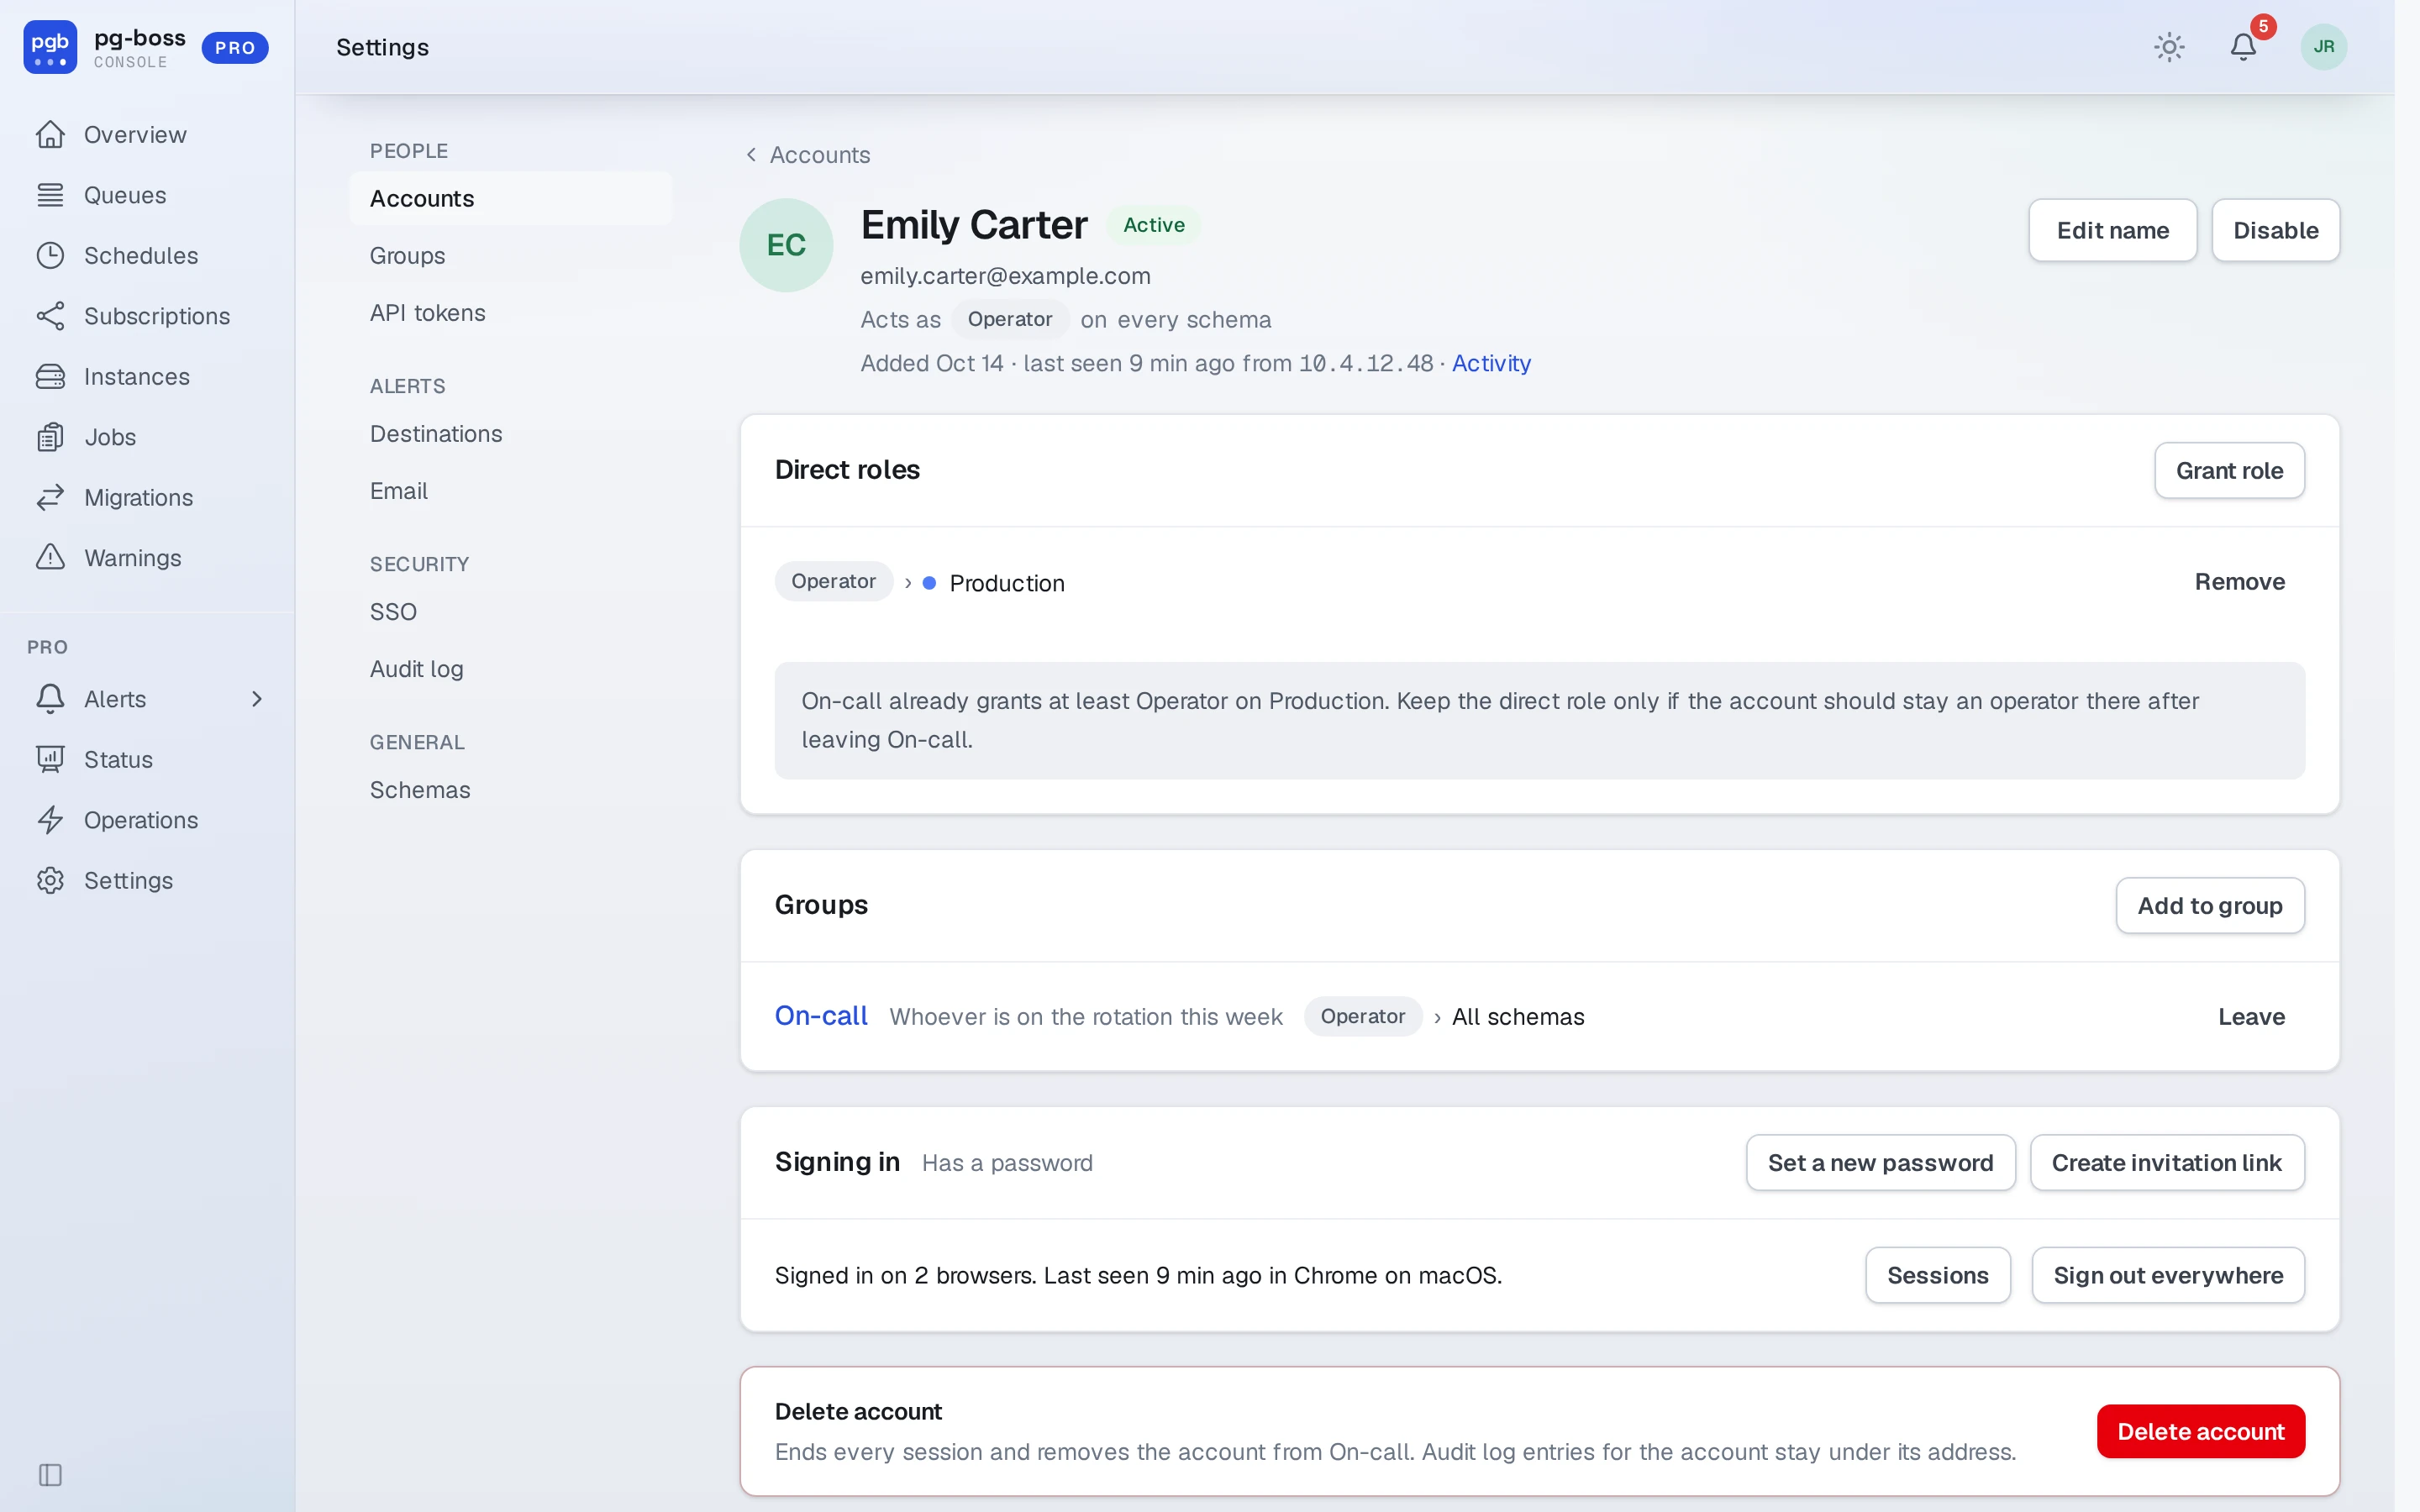 pgb
pg-boss
CONSOLE
PRO
Overview
Queues
Schedules
Subscriptions
Instances
Jobs
Migrations
Warnings
PRO
Alerts
Status
Operations
Settings
Settings
5
JR
PEOPLE
Accounts
Groups
API tokens
ALERTS
Destinations
Email
SECURITY
SSO
Audit log
GENERAL
Schemas
Accounts
EC
Emily Carter Active
Edit name Disable
emily.carter@example.com
Acts as Operator on every schema
Added Oct 14 · last seen 9 min ago from 10.4.12.48 · Activity
Direct roles Grant role
Operator › Production Remove
On-call already grants at least Operator on Production. Keep the direct role only if the account should stay an operator there after
leaving On-call.
Groups Add to group
On-call Whoever is on the rotation this week Operator › All schemas Leave
Signing in Has a password Set a new password Create invitation link
Signed in on 2 browsers. Last seen 9 min ago in Chrome on macOS. Sessions Sign out everywhere
Delete account
Ends every session and removes the account from On-call. Audit log entries for the account stay under its address.
Delete account